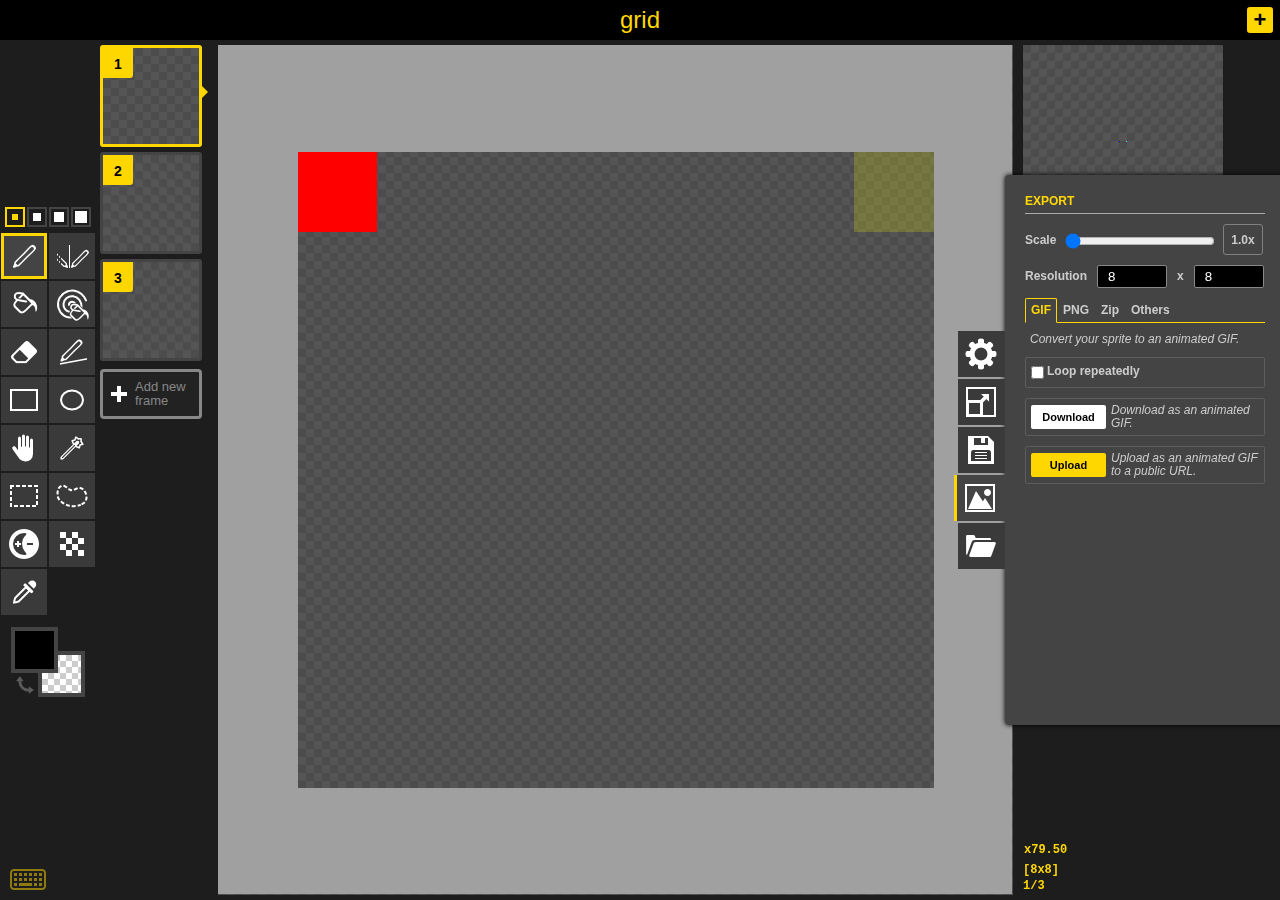 grid
+
1
2
3
Add new
frame
EXPORT
Scale
1.0x
Resolution
8
x
8
GIF
PNG
Zip
Others
Convert your sprite to an animated GIF.
Loop repeatedly
Download
Download as an animated
GIF.
Upload
Upload as an animated GIF
to a public URL.
x79.50
[8x8]
1/3